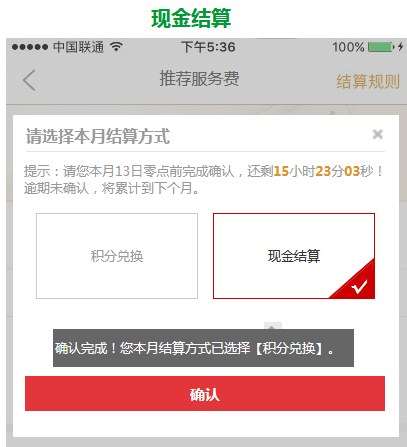 现金结算
中国联通 下午5:36 100%
推荐服务费 结算规则
请选择本月结算方式
提示：请您本月13日零点前完成确认，还剩15小时23分03秒！
逾期未确认，将累计到下个月。
积分兑换 现金结算
确认完成！您本月结算方式已选择【积分兑换】。
确认